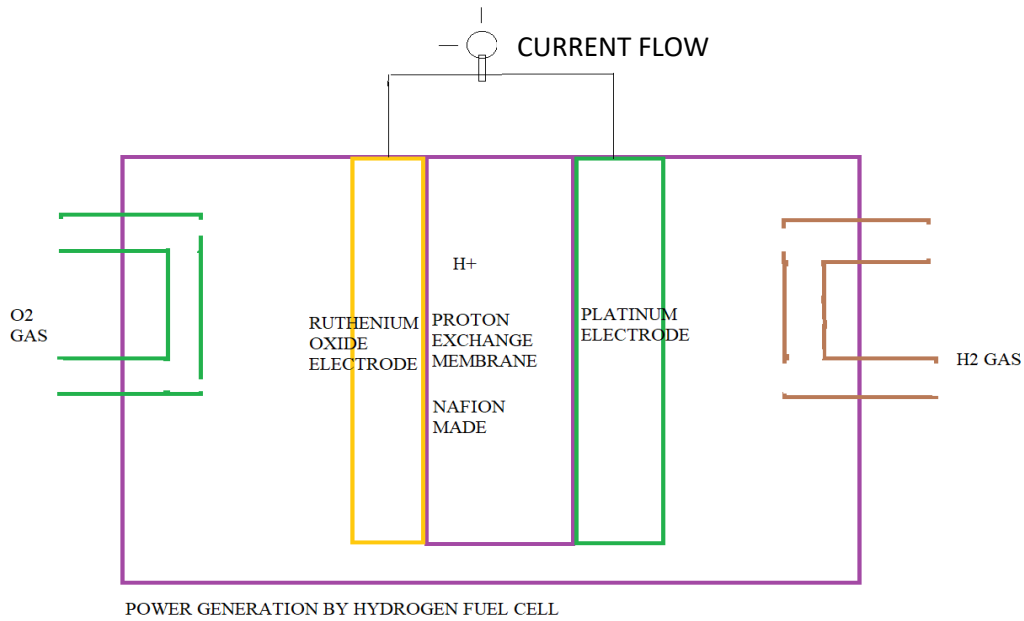 CURRENT FLOW
O2
GAS
RUTHENIUM
OXIDE
ELECTRODE
H+
PROTON
EXCHANGE
MEMBRANE
NAFION
MADE
PLATINUM
ELECTRODE
H2 GAS
POWER GENERATION BY HYDROGEN FUEL CELL